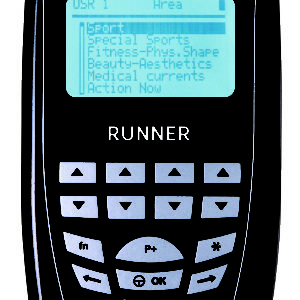 USR 1 Area
Sport
Special Sports
Fitness-Phys.Shape
Beauty-Aesthetics
Medical currents
Action Now
RUNNER
fn P+ *
OK